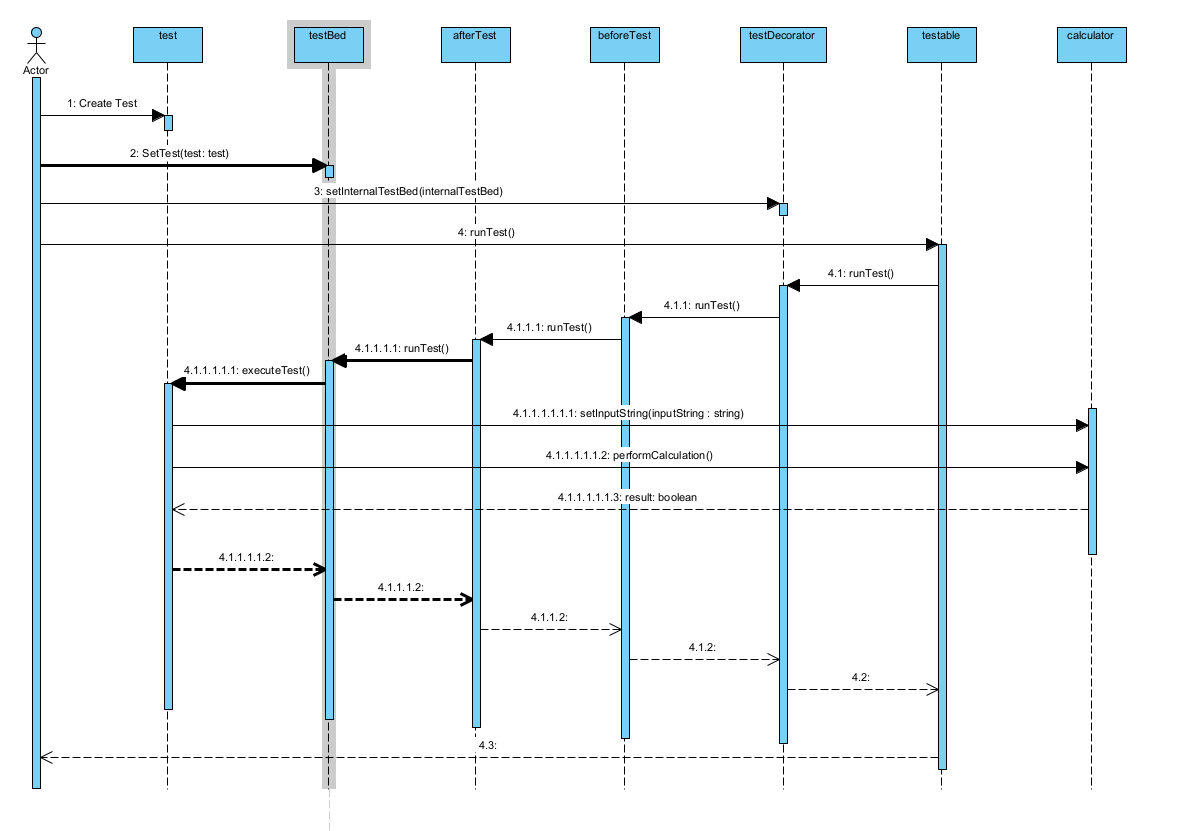 test
testBed
afterTest
beforeTest
testDecorator
testable
calculator
Actor
1: Create Test
2: SetTest(test: test)
3: setInternalTestBed(internalTestBed)
4: runTest()
4.1: runTest()
4.1.1: runTest()
4.1.1.1: runTest()
4.1.1.1.1: runTest()
4.1.1.1.1.1: executeTest()
4.1.1.1.1.1.1: setInputString(inputString : string)
4.1.1.1.1.1.2: performCalculation()
4.1.1.1.1.1.3: result: boolean
4.1.1.1.1.2:
4.1.1.1.2:
4.1.1.2:
4.1.2:
4.2:
4.3: